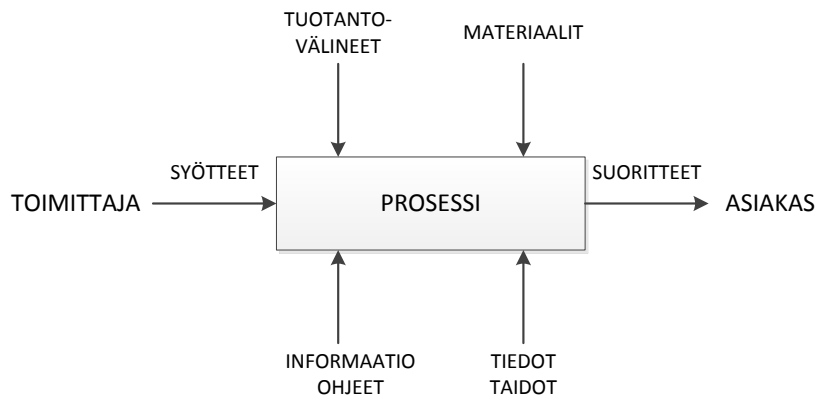 TUOTANTO-
VÄLINEET
MATERIAALIT
SYÖTTEET
SUORITTEET
TOIMITTAJA
PROSESSI
ASIAKAS
INFORMAATIO
OHJEET
TIEDOT
TAIDOT